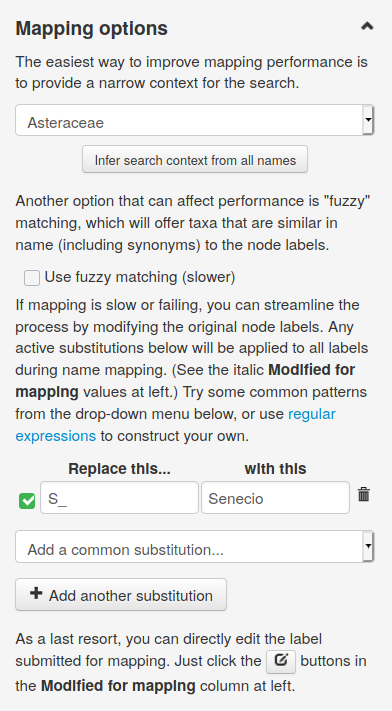 Mapping options
The easiest way to improve mapping performance is
to provide a narrow context for the search.
Asteraceae
Infer search context from all names
Another option that can affect performance is "fuzzy"
matching, which will offer taxa that are similar in
name (including synonyms) to the node labels.
Use fuzzy matching (slower)
If mapping is slow or failing, you can streamline the
process by modifying the original node labels. Any
active substitutions below will be applied to all labels
during name mapping. (See the italic Modified for
mapping values at left.) Try some common patterns
from the drop-down menu below, or use regular
expressions to construct your own.
Replace this... with this
S_ Senecio
Add a common substitution...
Add another substitution
As a last resort, you can directly edit the label
submitted for mapping. Just click the buttons in
the Modified for mapping column at left.